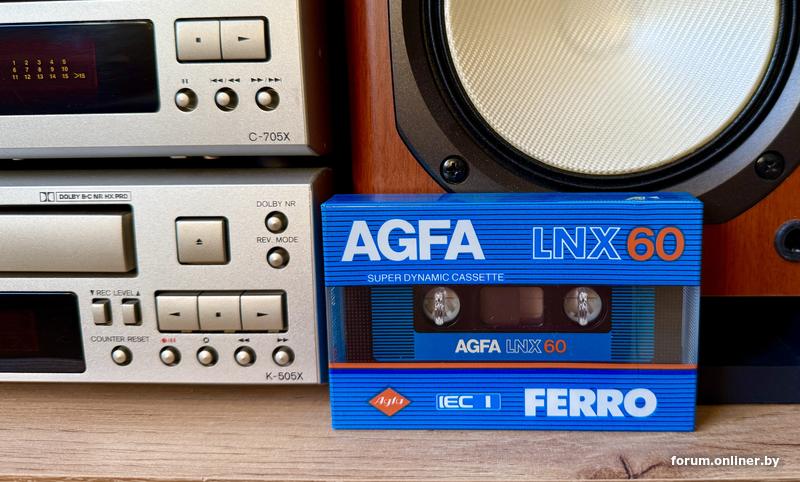 1 2 3 4 5
6 7 8 9 10
11 12 13 14 15 >15
C-705X
DOLBY B·C NR HX PRO
DOLBY NR
REV. MODE
▼ REC LEVEL ▲
COUNTER RESET
K-505X
AGFA LNX 60
SUPER DYNAMIC CASSETTE
AGFA LNX 60
Agfa IEC I FERRO
forum.onliner.by